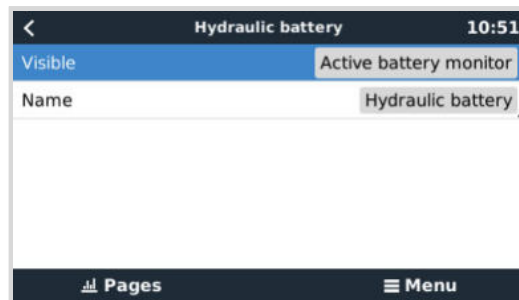 Hydraulic battery 10:51
Visible Active battery monitor
Name Hydraulic battery
Pages Menu